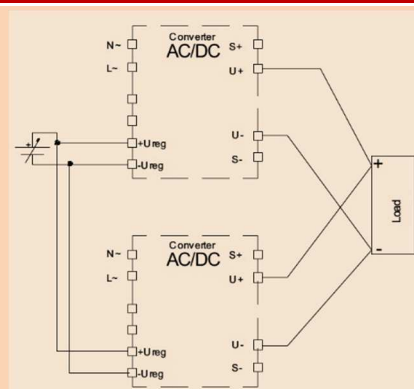 Converter
AC/DC
N~
L~
+Ureg
-Ureg
S+
U+
U-
S-
+
+
-
Load
Converter
AC/DC
N~
L~
+Ureg
-Ureg
S+
U+
U-
S-